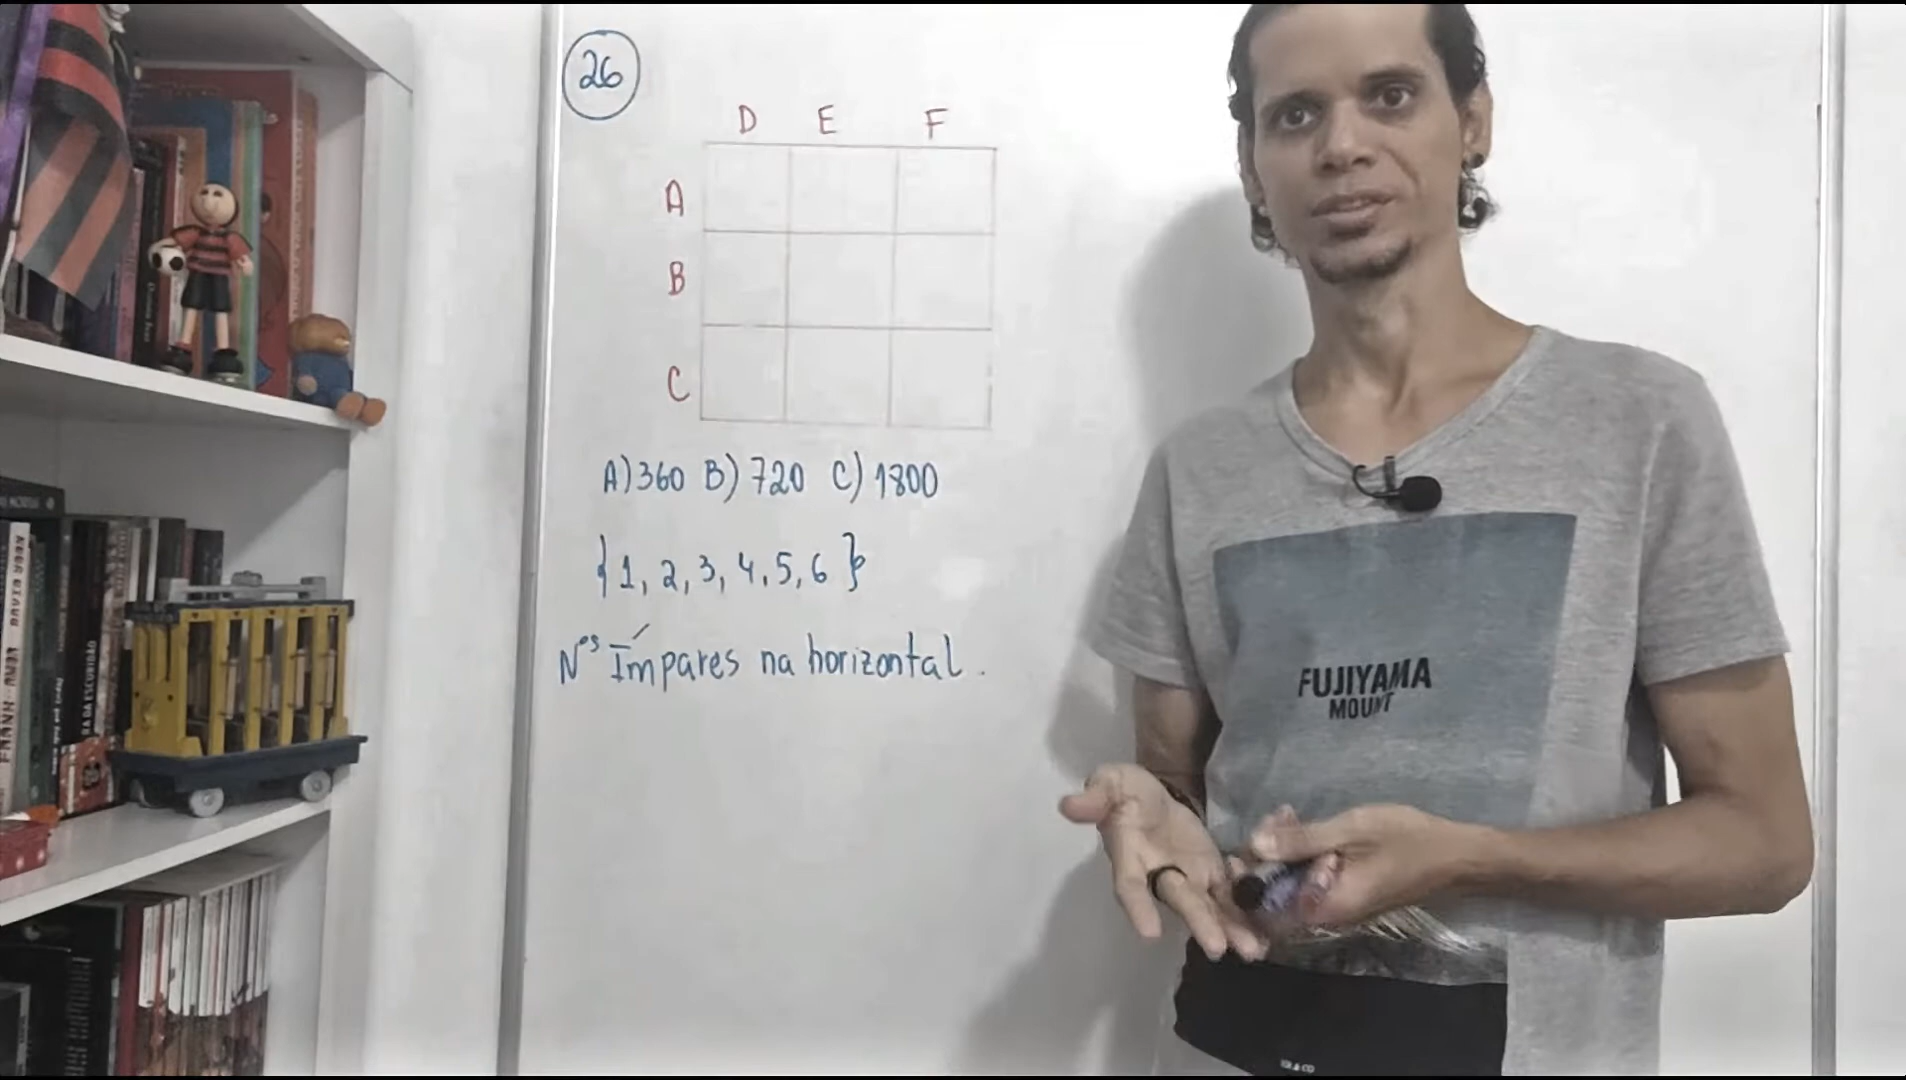 26
D E F
A
B
C
A) 360 B) 720 C) 1800
{1, 2, 3, 4, 5, 6}
Nos Ímpares na horizontal.
FUJIYAMA
MOUNT